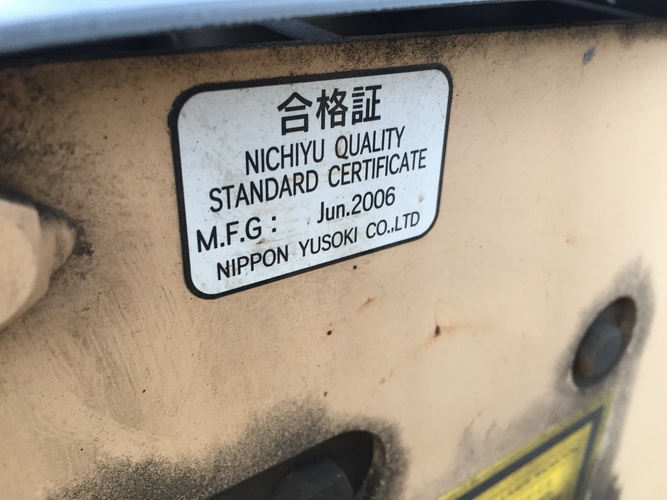 合格証
NICHIYU QUALITY
STANDARD CERTIFICATE
M.F.G : Jun.2006
NIPPON YUSOKI CO.,LTD